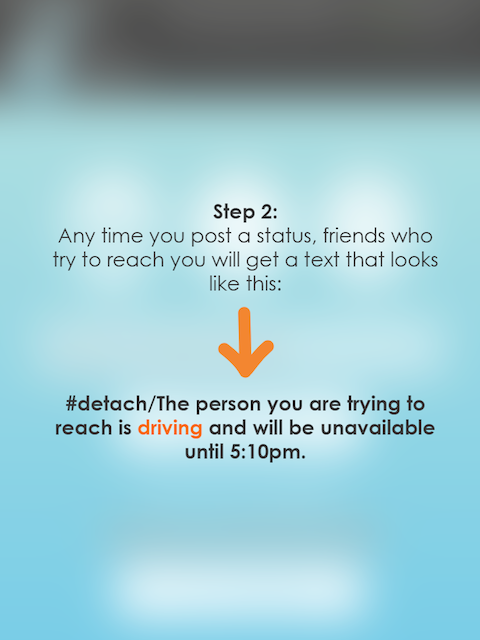 Step 2:
Any time you post a status, friends who
try to reach you will get a text that looks
like this:
#detach/The person you are trying to
reach is driving and will be unavailable
until 5:10pm.